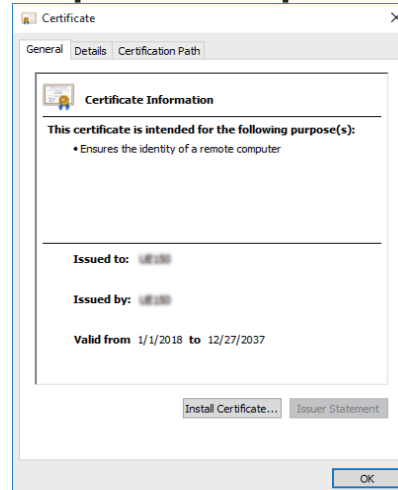 Certificate
General Details Certification Path
Certificate Information
This certificate is intended for the following purpose(s):
• Ensures the identity of a remote computer
Issued to:
Issued by:
Valid from 1/1/2018 to 12/27/2037
Install Certificate... Issuer Statement
OK